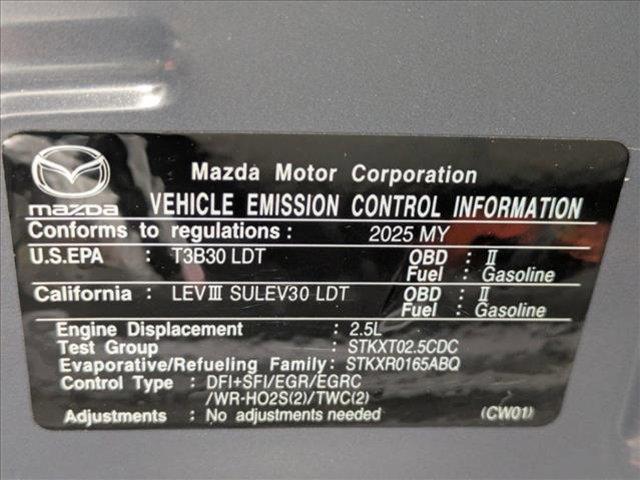 Mazda Motor Corporation
mazda VEHICLE EMISSION CONTROL INFORMATION
Conforms to regulations : 2025 MY
U.S.EPA : T3B30 LDT OBD : Ⅱ
Fuel : Gasoline
California : LEVⅢ SULEV30 LDT OBD : Ⅱ
Fuel : Gasoline
Engine Displacement : 2.5L
Test Group : STKXT02.5CDC
Evaporative/Refueling Family: STKXR0165ABQ
Control Type : DFI+SFI/EGR/EGRC
/WR-HO2S(2)/TWC(2)
Adjustments : No adjustments needed (CW01)